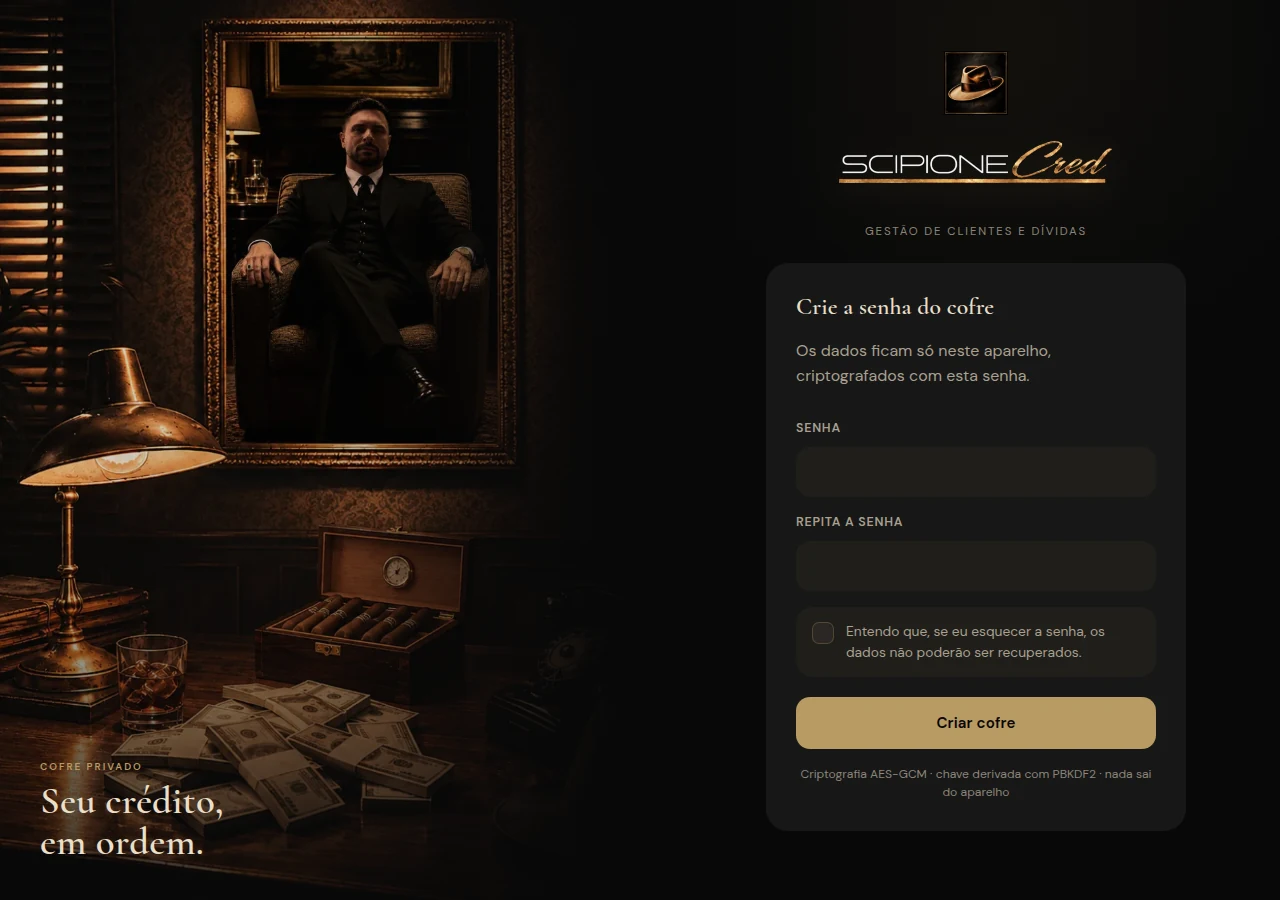 SCIPIONE Cred
GESTÃO DE CLIENTES E DÍVIDAS
Crie a senha do cofre
Os dados ficam só neste aparelho,
criptografados com esta senha.
SENHA
REPITA A SENHA
Entendo que, se eu esquecer a senha, os
dados não poderão ser recuperados.
Criar cofre
Criptografia AES-GCM · chave derivada com PBKDF2 · nada sai
do aparelho
COFRE PRIVADO
Seu crédito,
em ordem.